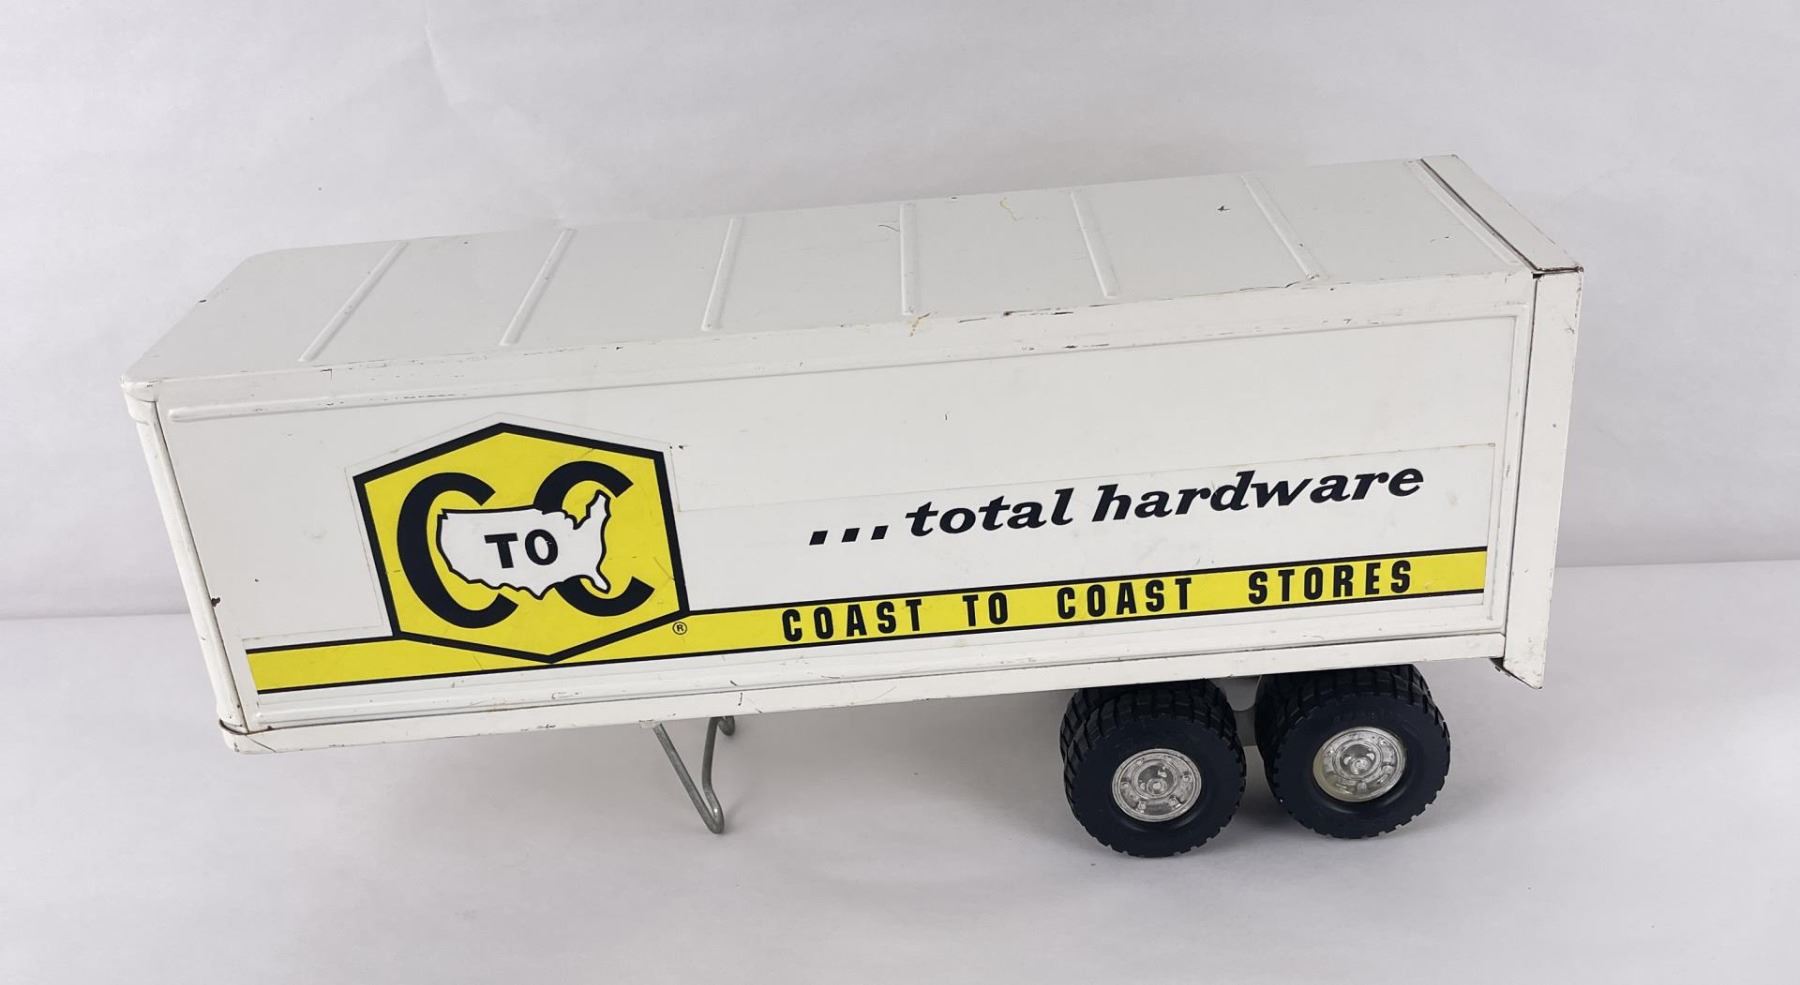 C TO C
®
...total hardware
COAST TO COAST STORES